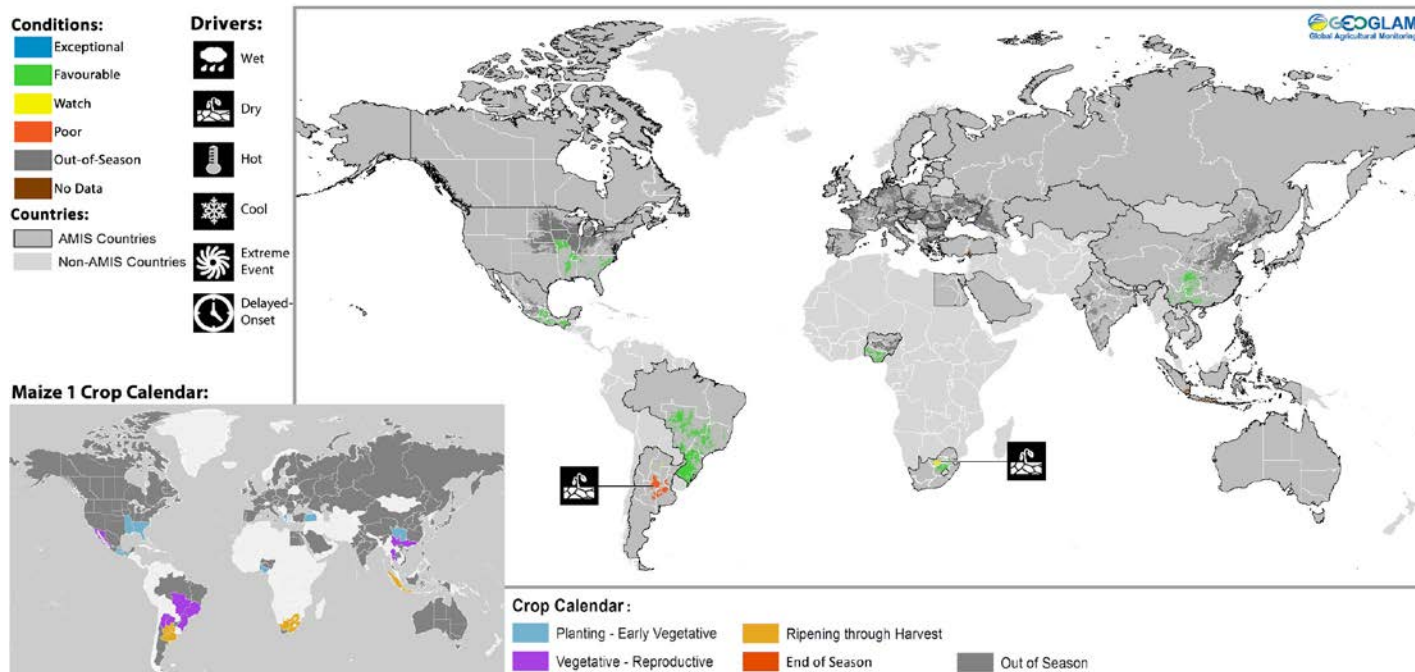 Conditions:
Exceptional
Favourable
Watch
Poor
Out-of-Season
No Data
Countries:
AMIS Countries
Non-AMIS Countries
Drivers:
Wet
Dry
Hot
Cool
Extreme
Event
Delayed-
Onset
GEOGLAM
Global Agricultural Monitoring
Maize 1 Crop Calendar:
Crop Calendar :
Planting - Early Vegetative
Ripening through Harvest
Vegetative - Reproductive
End of Season
Out of Season